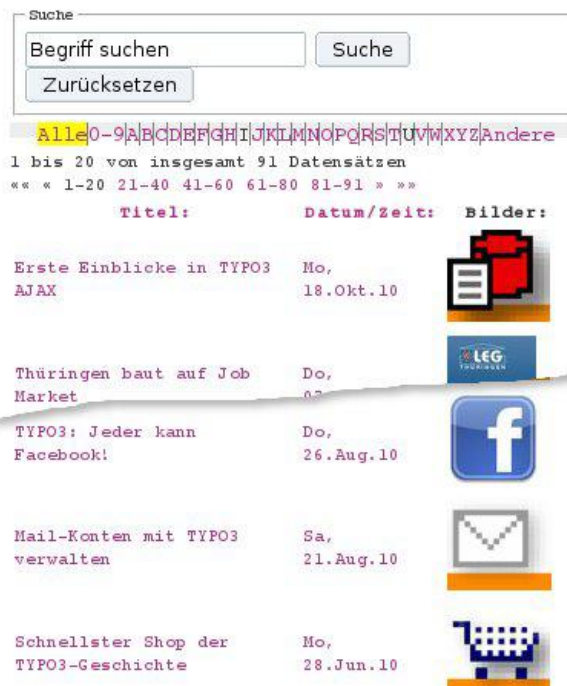 Suche
Begriff suchen
Suche
Zurücksetzen
Alle|0-9|A|B|C|D|E|F|G|H|I|J|K|L|M|N|O|P|Q|R|S|T|U|V|W|X|Y|Z|Andere
1 bis 20 von insgesamt 91 Datensätzen
«« « 1-20 21-40 41-60 61-80 81-91 » »»
Titel: Datum/Zeit: Bilder:
Erste Einblicke in TYPO3 Mo,
AJAX 18.Okt.10
LEG
THÜRINGEN
Thüringen baut auf Job Do,
Market
TYPO3: Jeder kann Do,
Facebook! 26.Aug.10
f
Mail-Konten mit TYPO3 Sa,
verwalten 21.Aug.10
Schnellster Shop der Mo,
TYPO3-Geschichte 28.Jun.10